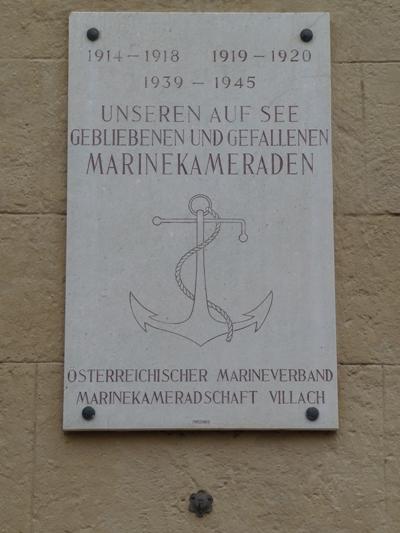 1914 – 1918 1919 – 1920
1939 – 1945
UNSEREN AUF SEE
GEBLIEBENEN UND GEFALLENEN
MARINEKAMERADEN
ÖSTERREICHISCHER MARINEVERBAND
MARINEKAMERADSCHAFT VILLACH